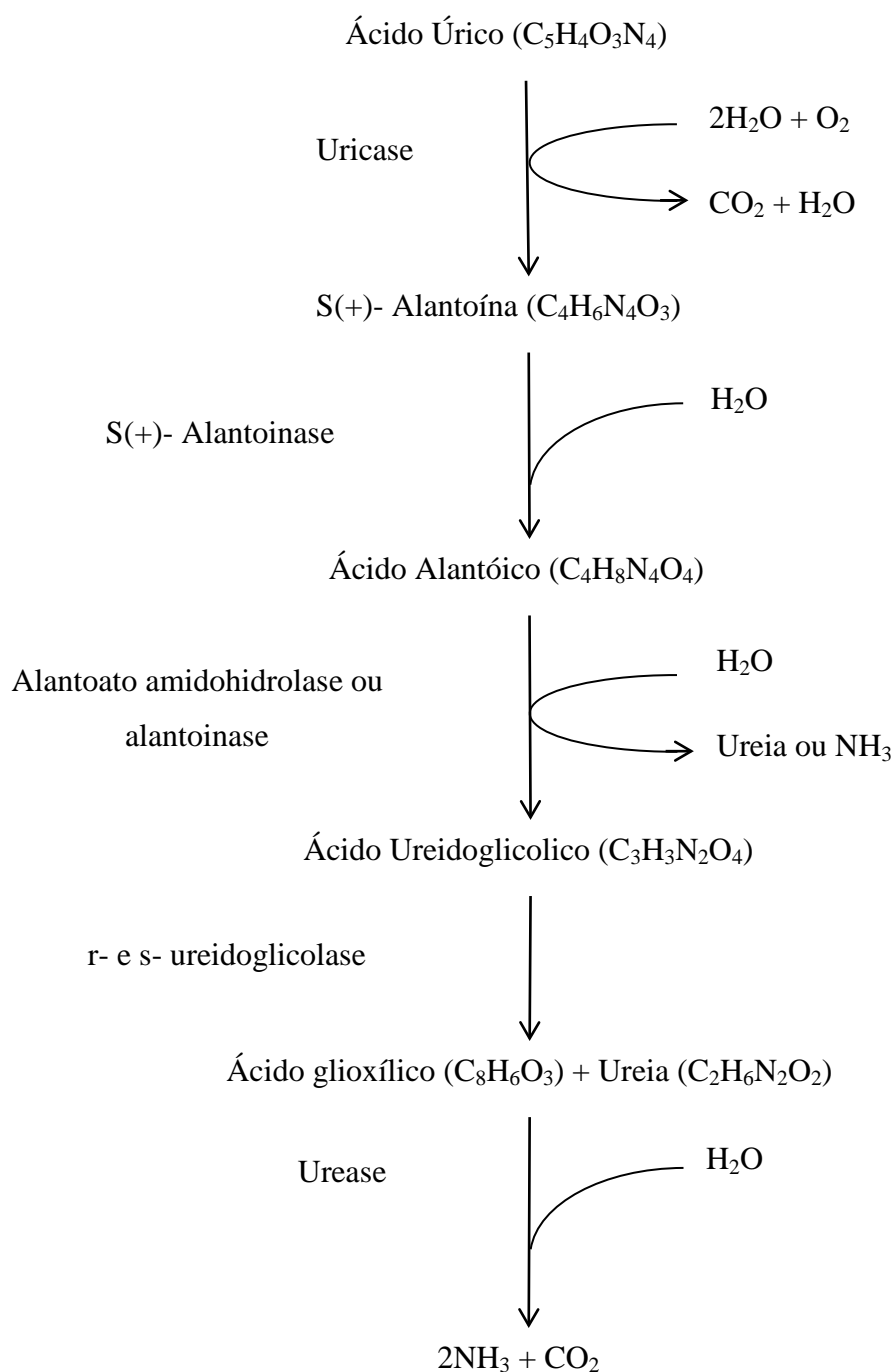 Ácido Úrico (C₅H₄O₃N₄)
2H₂O + O₂
Uricase
CO₂ + H₂O
S(+)- Alantoína (C₄H₆N₄O₃)
H₂O
S(+)- Alantoinase
Ácido Alantóico (C₄H₈N₄O₄)
H₂O
Alantoato amidohidrolase ou
alantoinase
Ureia ou NH₃
Ácido Ureidoglicolico (C₃H₃N₂O₄)
r- e s- ureidoglicolase
Ácido glioxílico (C₈H₆O₃) + Ureia (C₂H₆N₂O₂)
H₂O
Urease
2NH₃ + CO₂